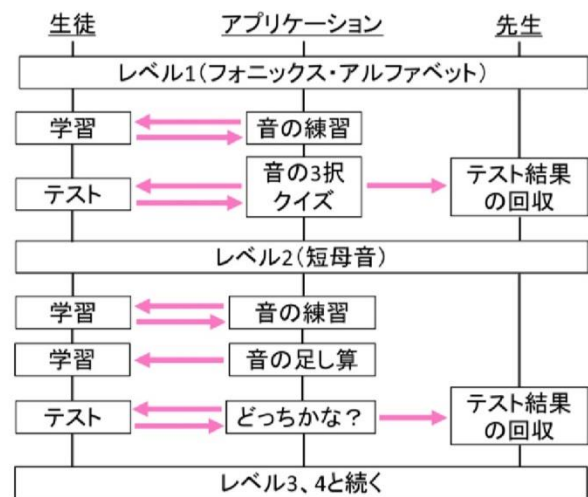 生徒 アプリケーション 先生
レベル1(フォニックス・アルファベット)
学習 音の練習
テスト 音の3択
クイズ テスト結果
の回収
レベル2(短母音)
学習 音の練習
学習 音の足し算
テスト どっちかな? テスト結果
の回収
レベル3、4と続く